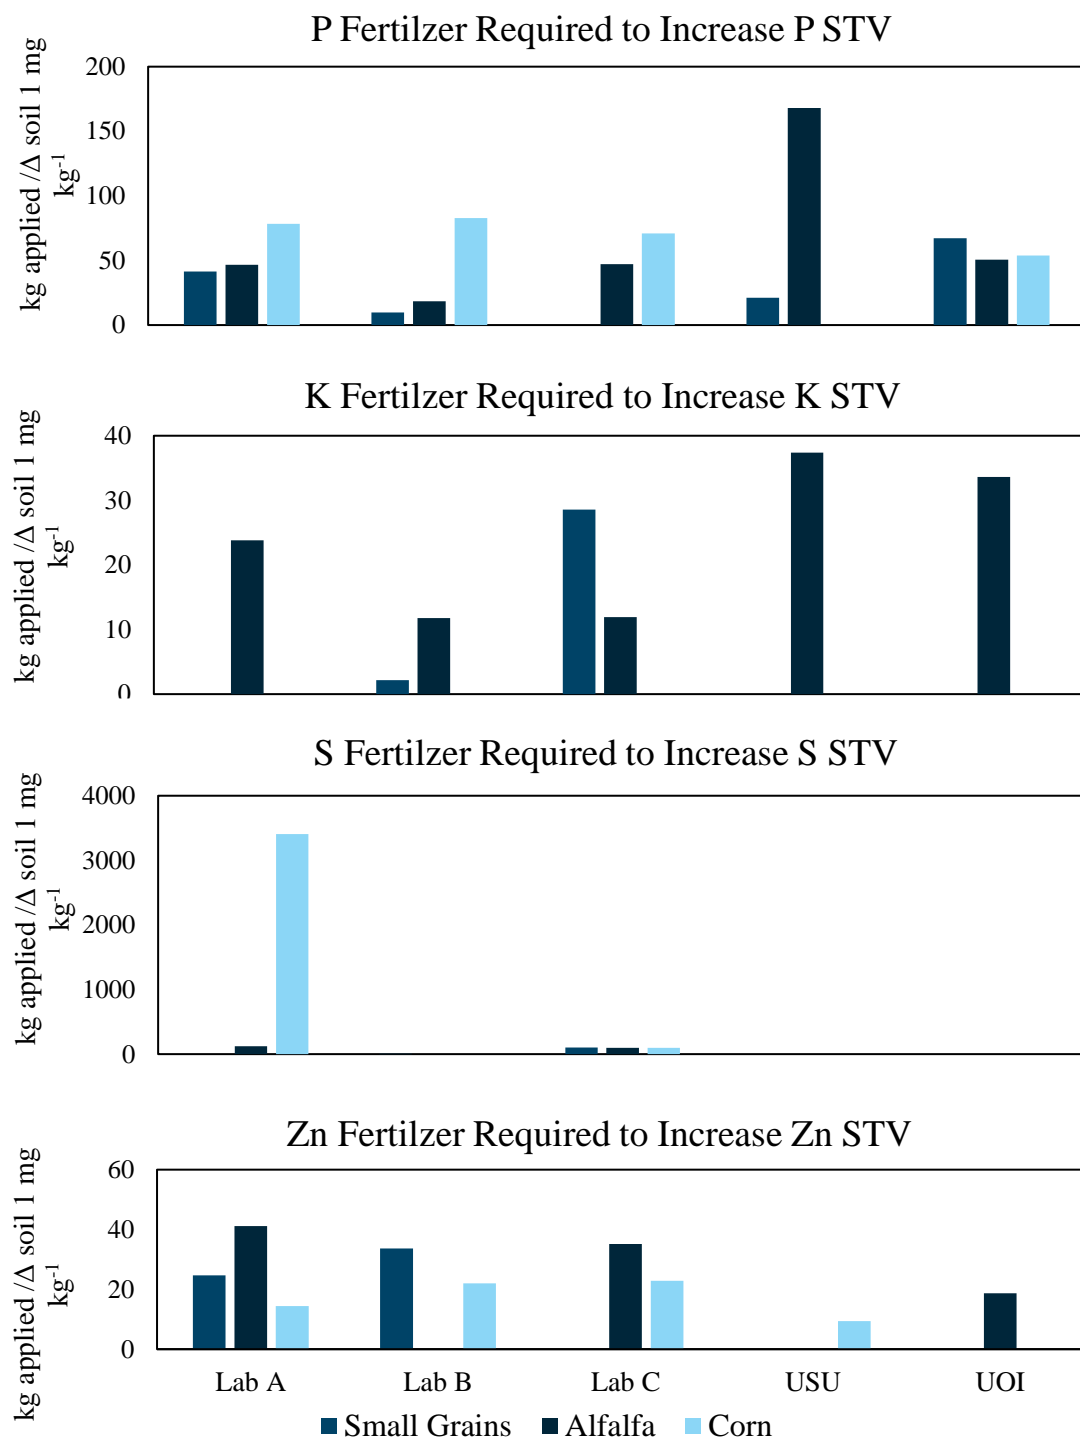 P Fertilzer Required to Increase P STV
kg applied /Δ soil 1 mg
kg-1
200
150
100
50
0
K Fertilzer Required to Increase K STV
kg applied /Δ soil 1 mg
kg-1
40
30
20
10
0
S Fertilzer Required to Increase S STV
kg applied /Δ soil 1 mg
kg-1
4000
3000
2000
1000
0
Zn Fertilzer Required to Increase Zn STV
kg applied /Δ soil 1 mg
kg-1
60
40
20
0
Lab A Lab B Lab C USU UOI
Small Grains Alfalfa Corn